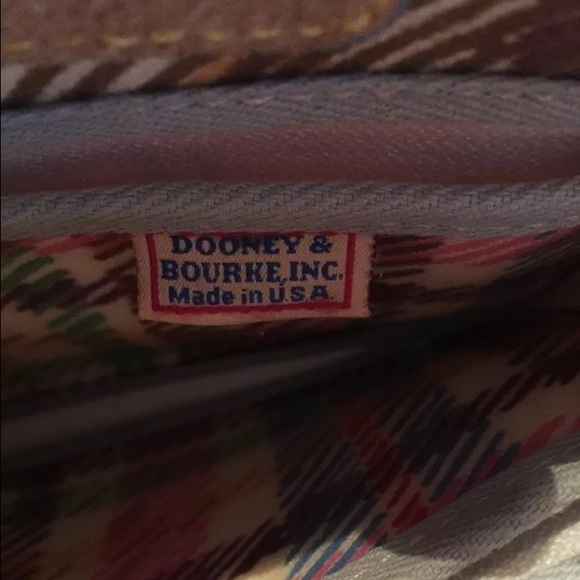 DOONEY &
BOURKE, INC.
Made in U.S.A.